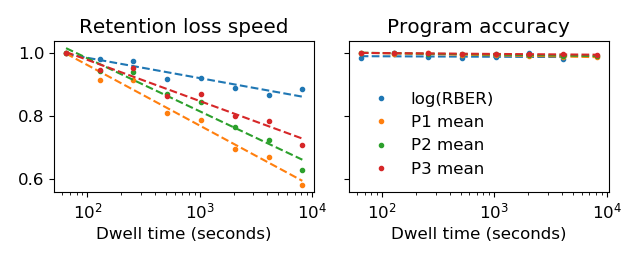 Retention loss speed
Program accuracy
1.0
0.8
0.6
log(RBER)
P1 mean
P2 mean
P3 mean
10²
10³
10⁴
10²
10³
10⁴
Dwell time (seconds)
Dwell time (seconds)